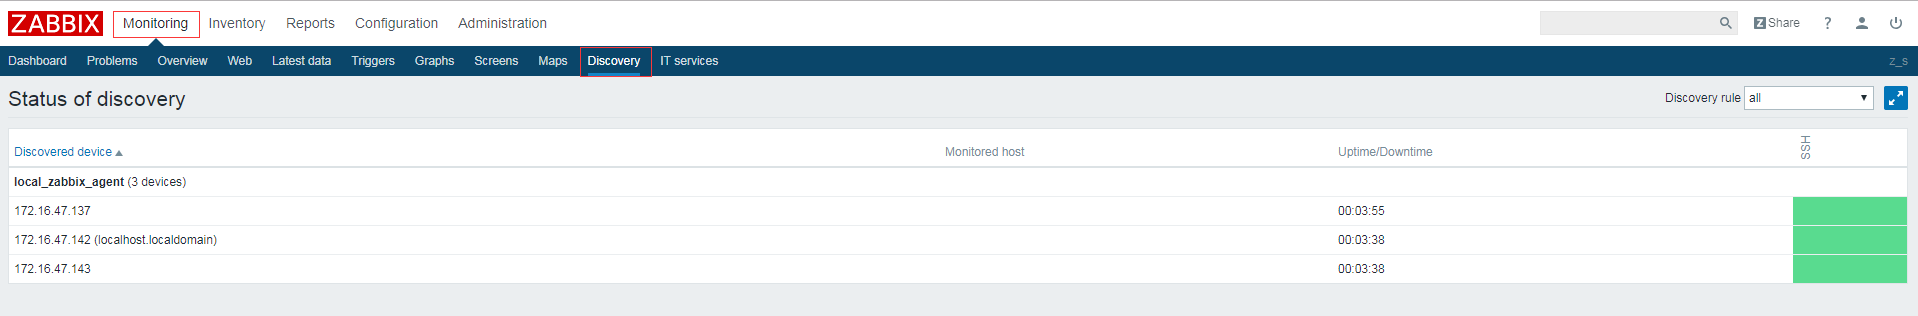 ZABBIX Monitoring Inventory Reports Configuration Administration Z Share ?
Dashboard Problems Overview Web Latest data Triggers Graphs Screens Maps Discovery IT services z_s
Status of discovery Discovery rule all
Discovered device Monitored host Uptime/Downtime SSH
local_zabbix_agent (3 devices)
172.16.47.137 00:03:55
172.16.47.142 (localhost.localdomain) 00:03:38
172.16.47.143 00:03:38